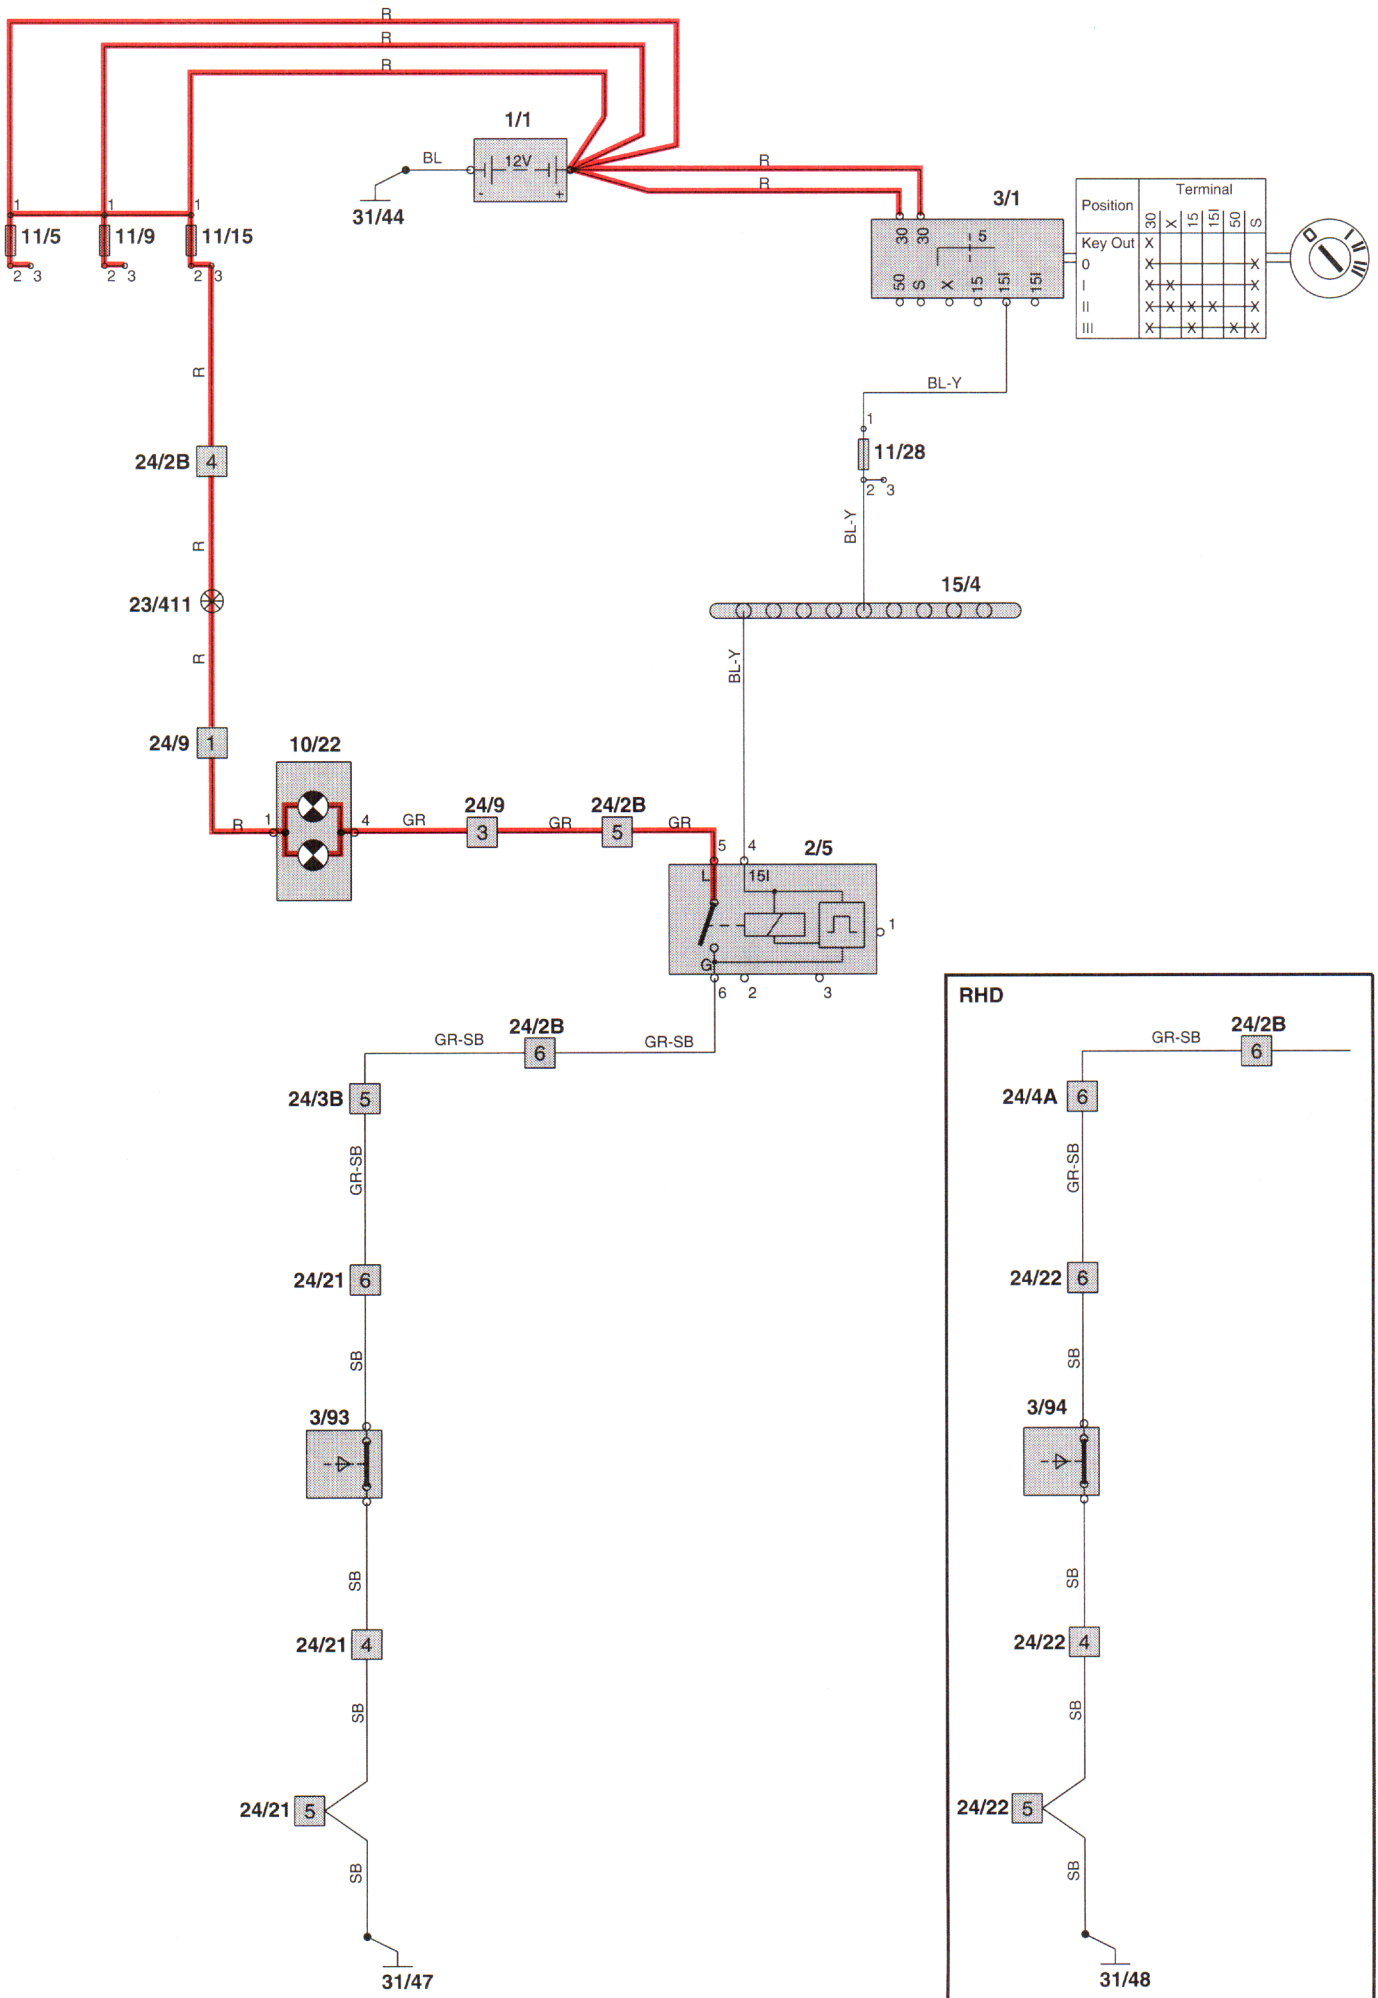 R
R
R
1/1
BL
12V
-
+
31/44
R
R
3/1
30
30
5
50
S
X
15
15I
15I
Position
Terminal
30
X
15
15I
50
S
Key Out X
0 X X
I X X X
II X X X X X
III X X X X
0
I
II
III
1
1
1
11/5
11/9
11/15
2 3
2 3
2 3
R
BL-Y
1
11/28
2 3
24/2B
4
BL-Y
R
23/411
15/4
R
BL-Y
24/9
1
10/22
R
1
4
GR
24/9
3
GR
24/2B
5
GR
5
4
2/5
L
15I
1
G
6
2
3
GR-SB
24/2B
6
GR-SB
24/3B
5
GR-SB
24/21
6
SB
3/93
SB
24/21
4
SB
24/21
5
SB
31/47
RHD
GR-SB
24/2B
6
24/4A
6
GR-SB
24/22
6
SB
3/94
SB
24/22
4
SB
24/22
5
SB
31/48